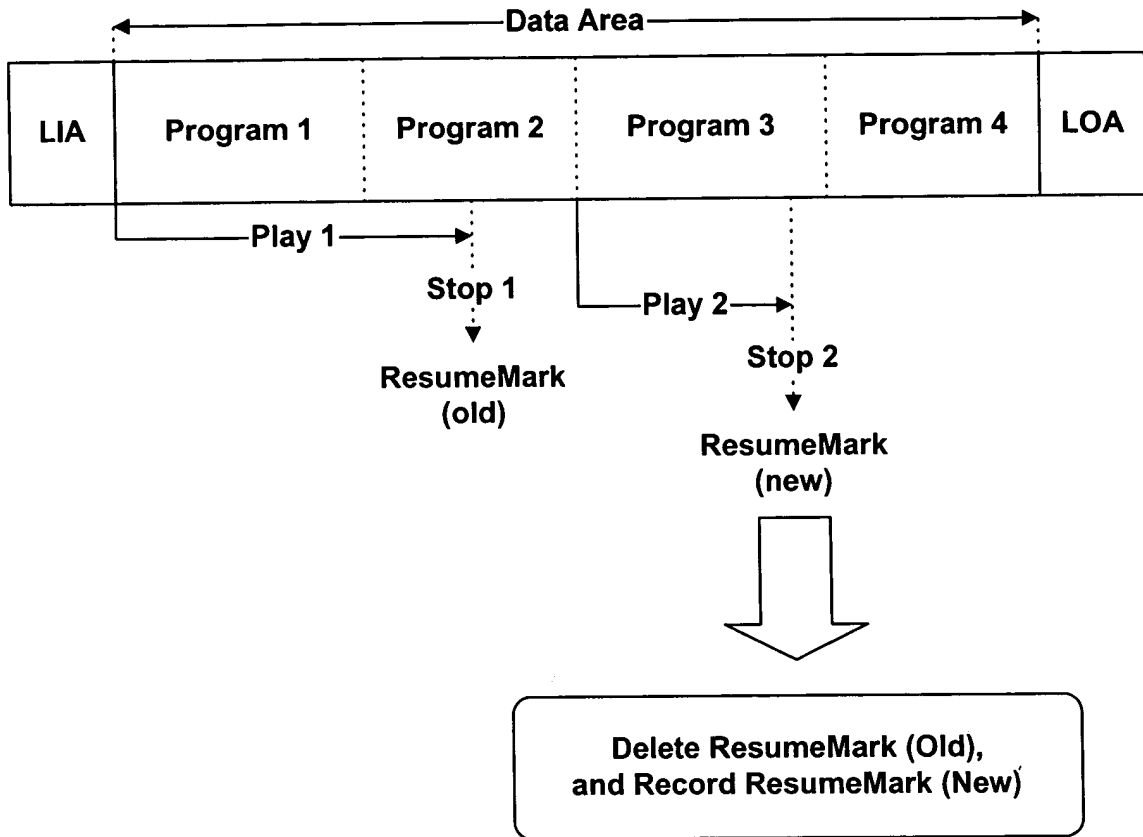 Data Area
LIA
Program 1
Program 2
Program 3
Program 4
LOA
Play 1
Stop 1
Play 2
ResumeMark
(old)
Stop 2
ResumeMark
(new)
Delete ResumeMark (Old),
and Record ResumeMark (New)